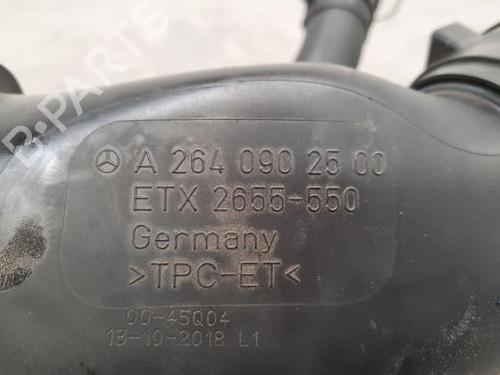 B-PARTS
A 264 090 25 00
ETX 2655-550
Germany
>TPC-ET<
00-45Q04
13-10-2018 L1